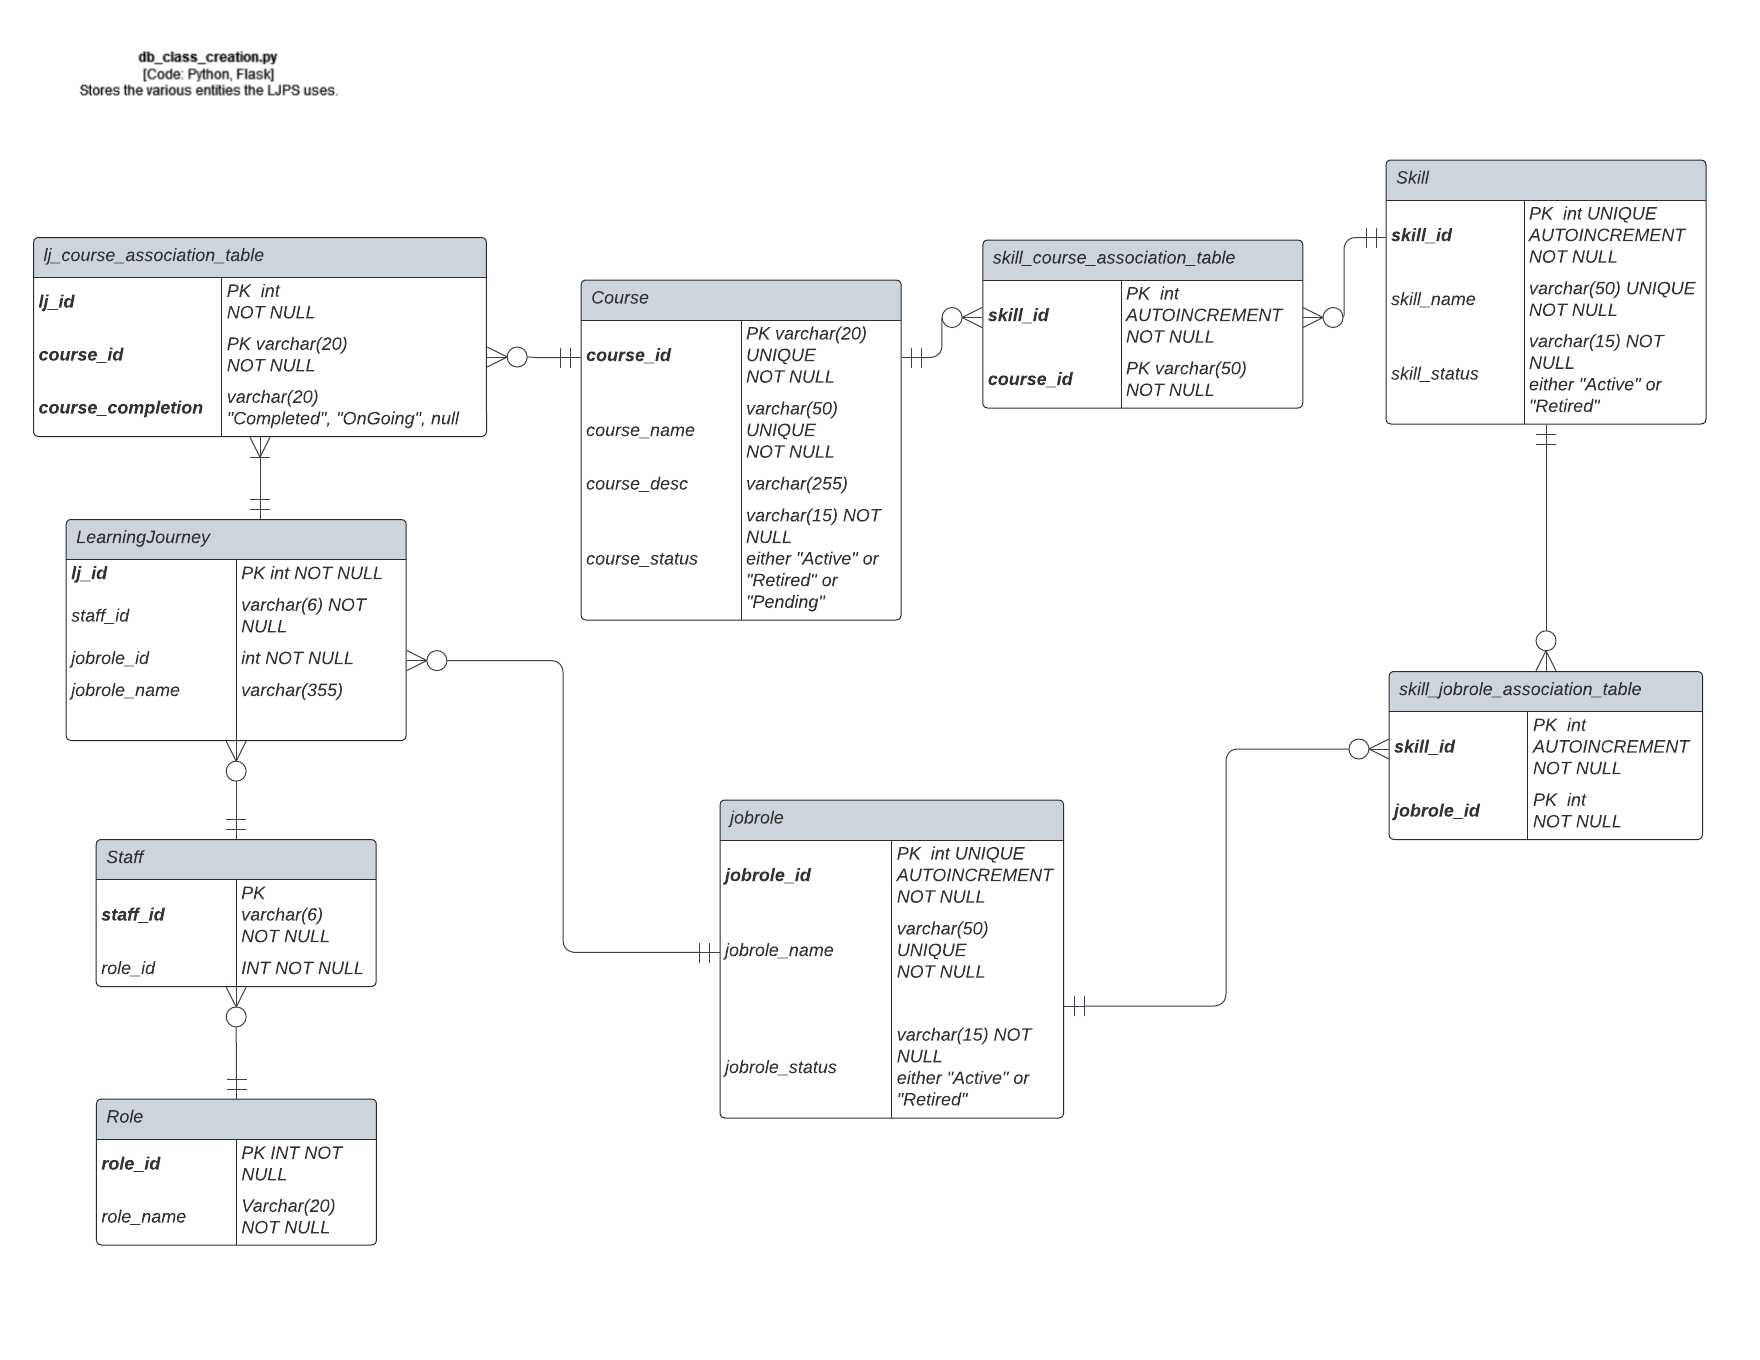 db_class_creation.py
[Code: Python, Flask]
Stores the various entities the LJPS uses.
lj_course_association_table
lj_id
PK  int
NOT NULL
course_id
PK varchar(20)
NOT NULL
course_completion
varchar(20)
"Completed", "OnGoing", null
Course
course_id
PK varchar(20)
UNIQUE
NOT NULL
course_name
varchar(50)
UNIQUE
NOT NULL
course_desc
varchar(255)
course_status
varchar(15) NOT
NULL
either "Active" or
"Retired" or
"Pending"
skill_course_association_table
skill_id
PK  int
AUTOINCREMENT
NOT NULL
course_id
PK varchar(50)
NOT NULL
Skill
skill_id
PK  int UNIQUE
AUTOINCREMENT
NOT NULL
skill_name
varchar(50) UNIQUE
NOT NULL
skill_status
varchar(15) NOT
NULL
either "Active" or
"Retired"
LearningJourney
lj_id
PK int NOT NULL
staff_id
varchar(6) NOT
NULL
jobrole_id
int NOT NULL
jobrole_name
varchar(355)
skill_jobrole_association_table
skill_id
PK  int
AUTOINCREMENT
NOT NULL
jobrole_id
PK  int
NOT NULL
jobrole
jobrole_id
PK  int UNIQUE
AUTOINCREMENT
NOT NULL
jobrole_name
varchar(50)
UNIQUE
NOT NULL
jobrole_status
varchar(15) NOT
NULL
either "Active" or
"Retired"
Staff
staff_id
PK
varchar(6)
NOT NULL
role_id
INT NOT NULL
Role
role_id
PK INT NOT
NULL
role_name
Varchar(20)
NOT NULL